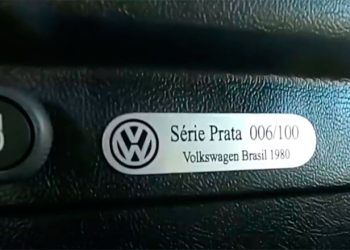 Série Prata 006/100
Volkswagen Brasil 1980